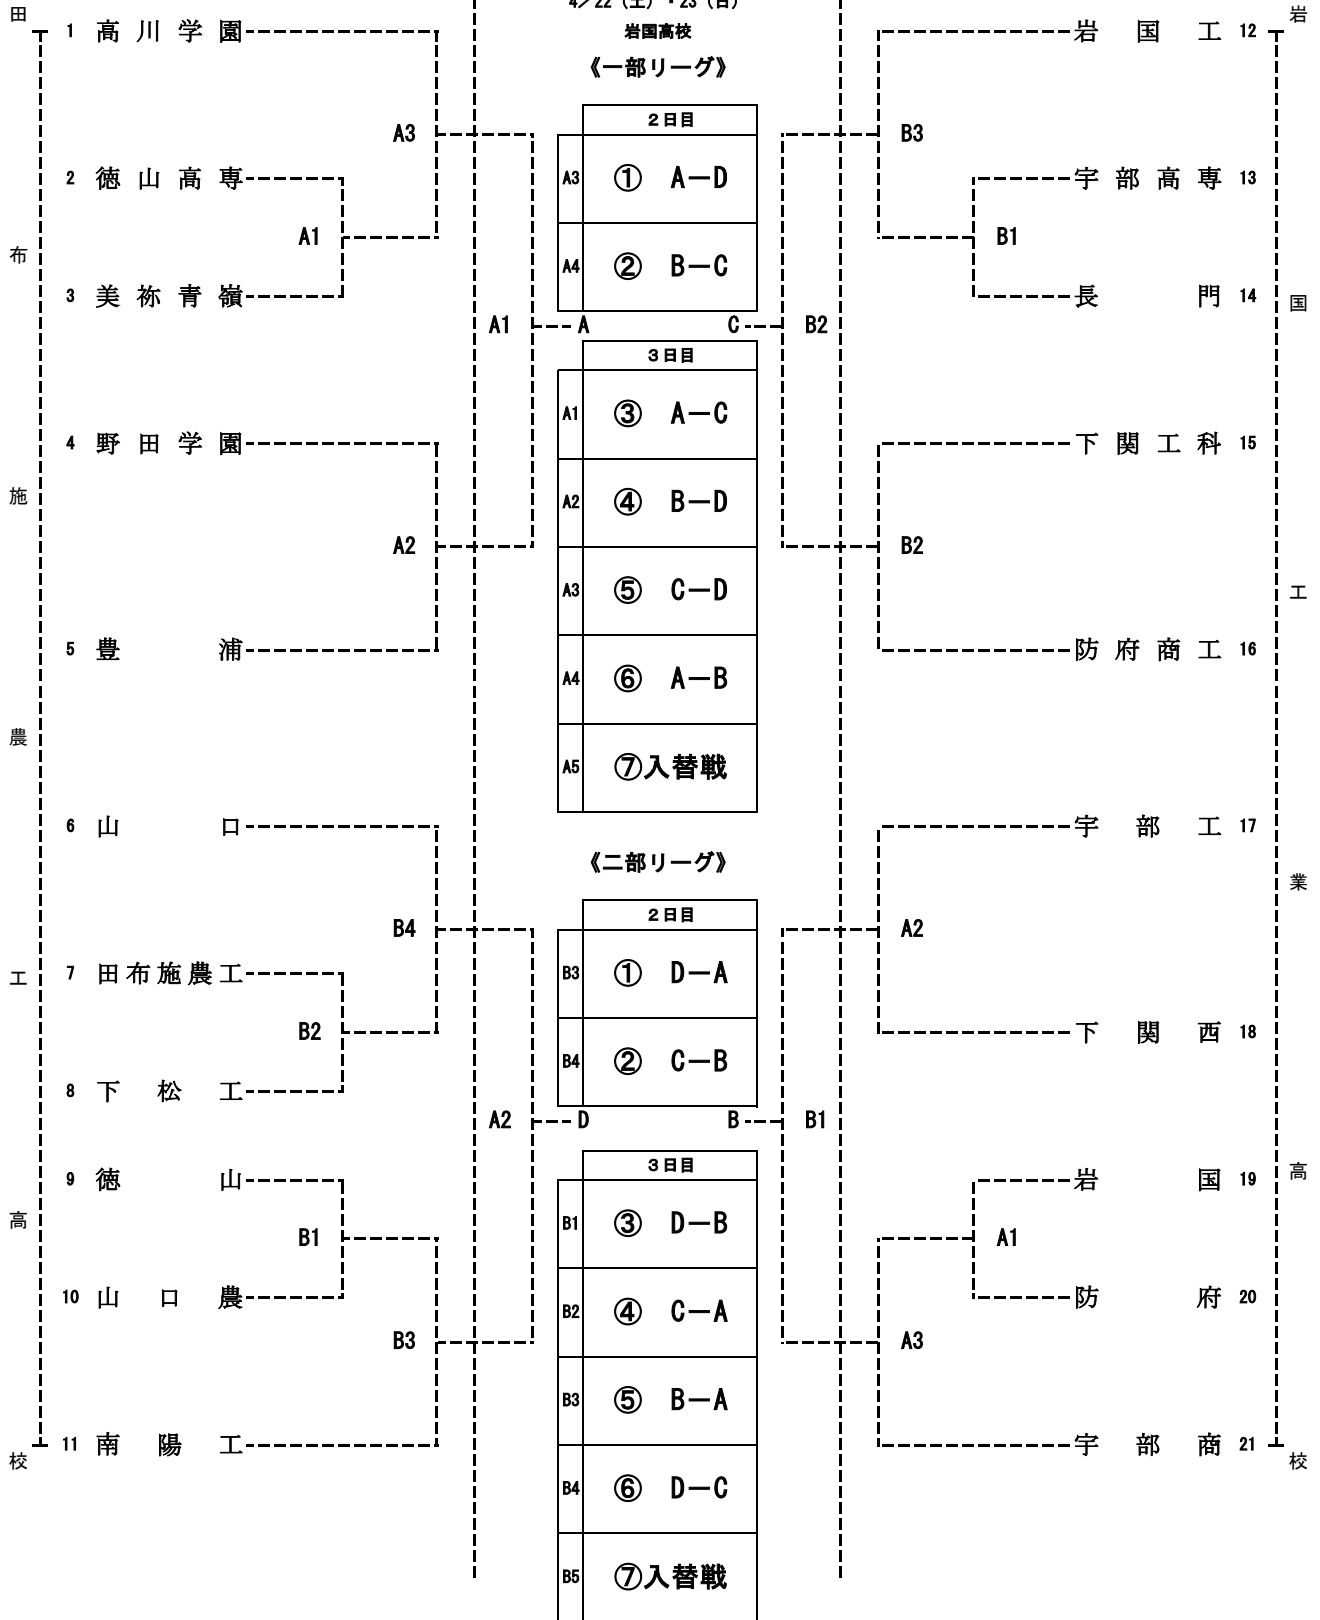 4/22（土）・23（日）
岩国高校
《一部リーグ》
田布施農工高校
1 高川学園
A3
2 徳山高専
A1
3 美祢青嶺
A1
A
4 野田学園
A2
5 豊浦
6 山口
B4
7 田布施農工
B2
8 下松工
A2
D
9 徳山
B1
10 山口農
B3
11 南陽工
2日目
A3 ① A－D
A4 ② B－C
3日目
A1 ③ A－C
A2 ④ B－D
A3 ⑤ C－D
A4 ⑥ A－B
A5 ⑦入替戦
《二部リーグ》
2日目
B3 ① D－A
B4 ② C－B
3日目
B1 ③ D－B
B2 ④ C－A
B3 ⑤ B－A
B4 ⑥ D－C
B5 ⑦入替戦
岩国工 12
B3
宇部高専 13
B1
長門 14
C
B2
下関工科 15
B2
防府商工 16
宇部工 17
A2
下関西 18
B
B1
岩国 19
A1
防府 20
A3
宇部商 21
岩国工業高校